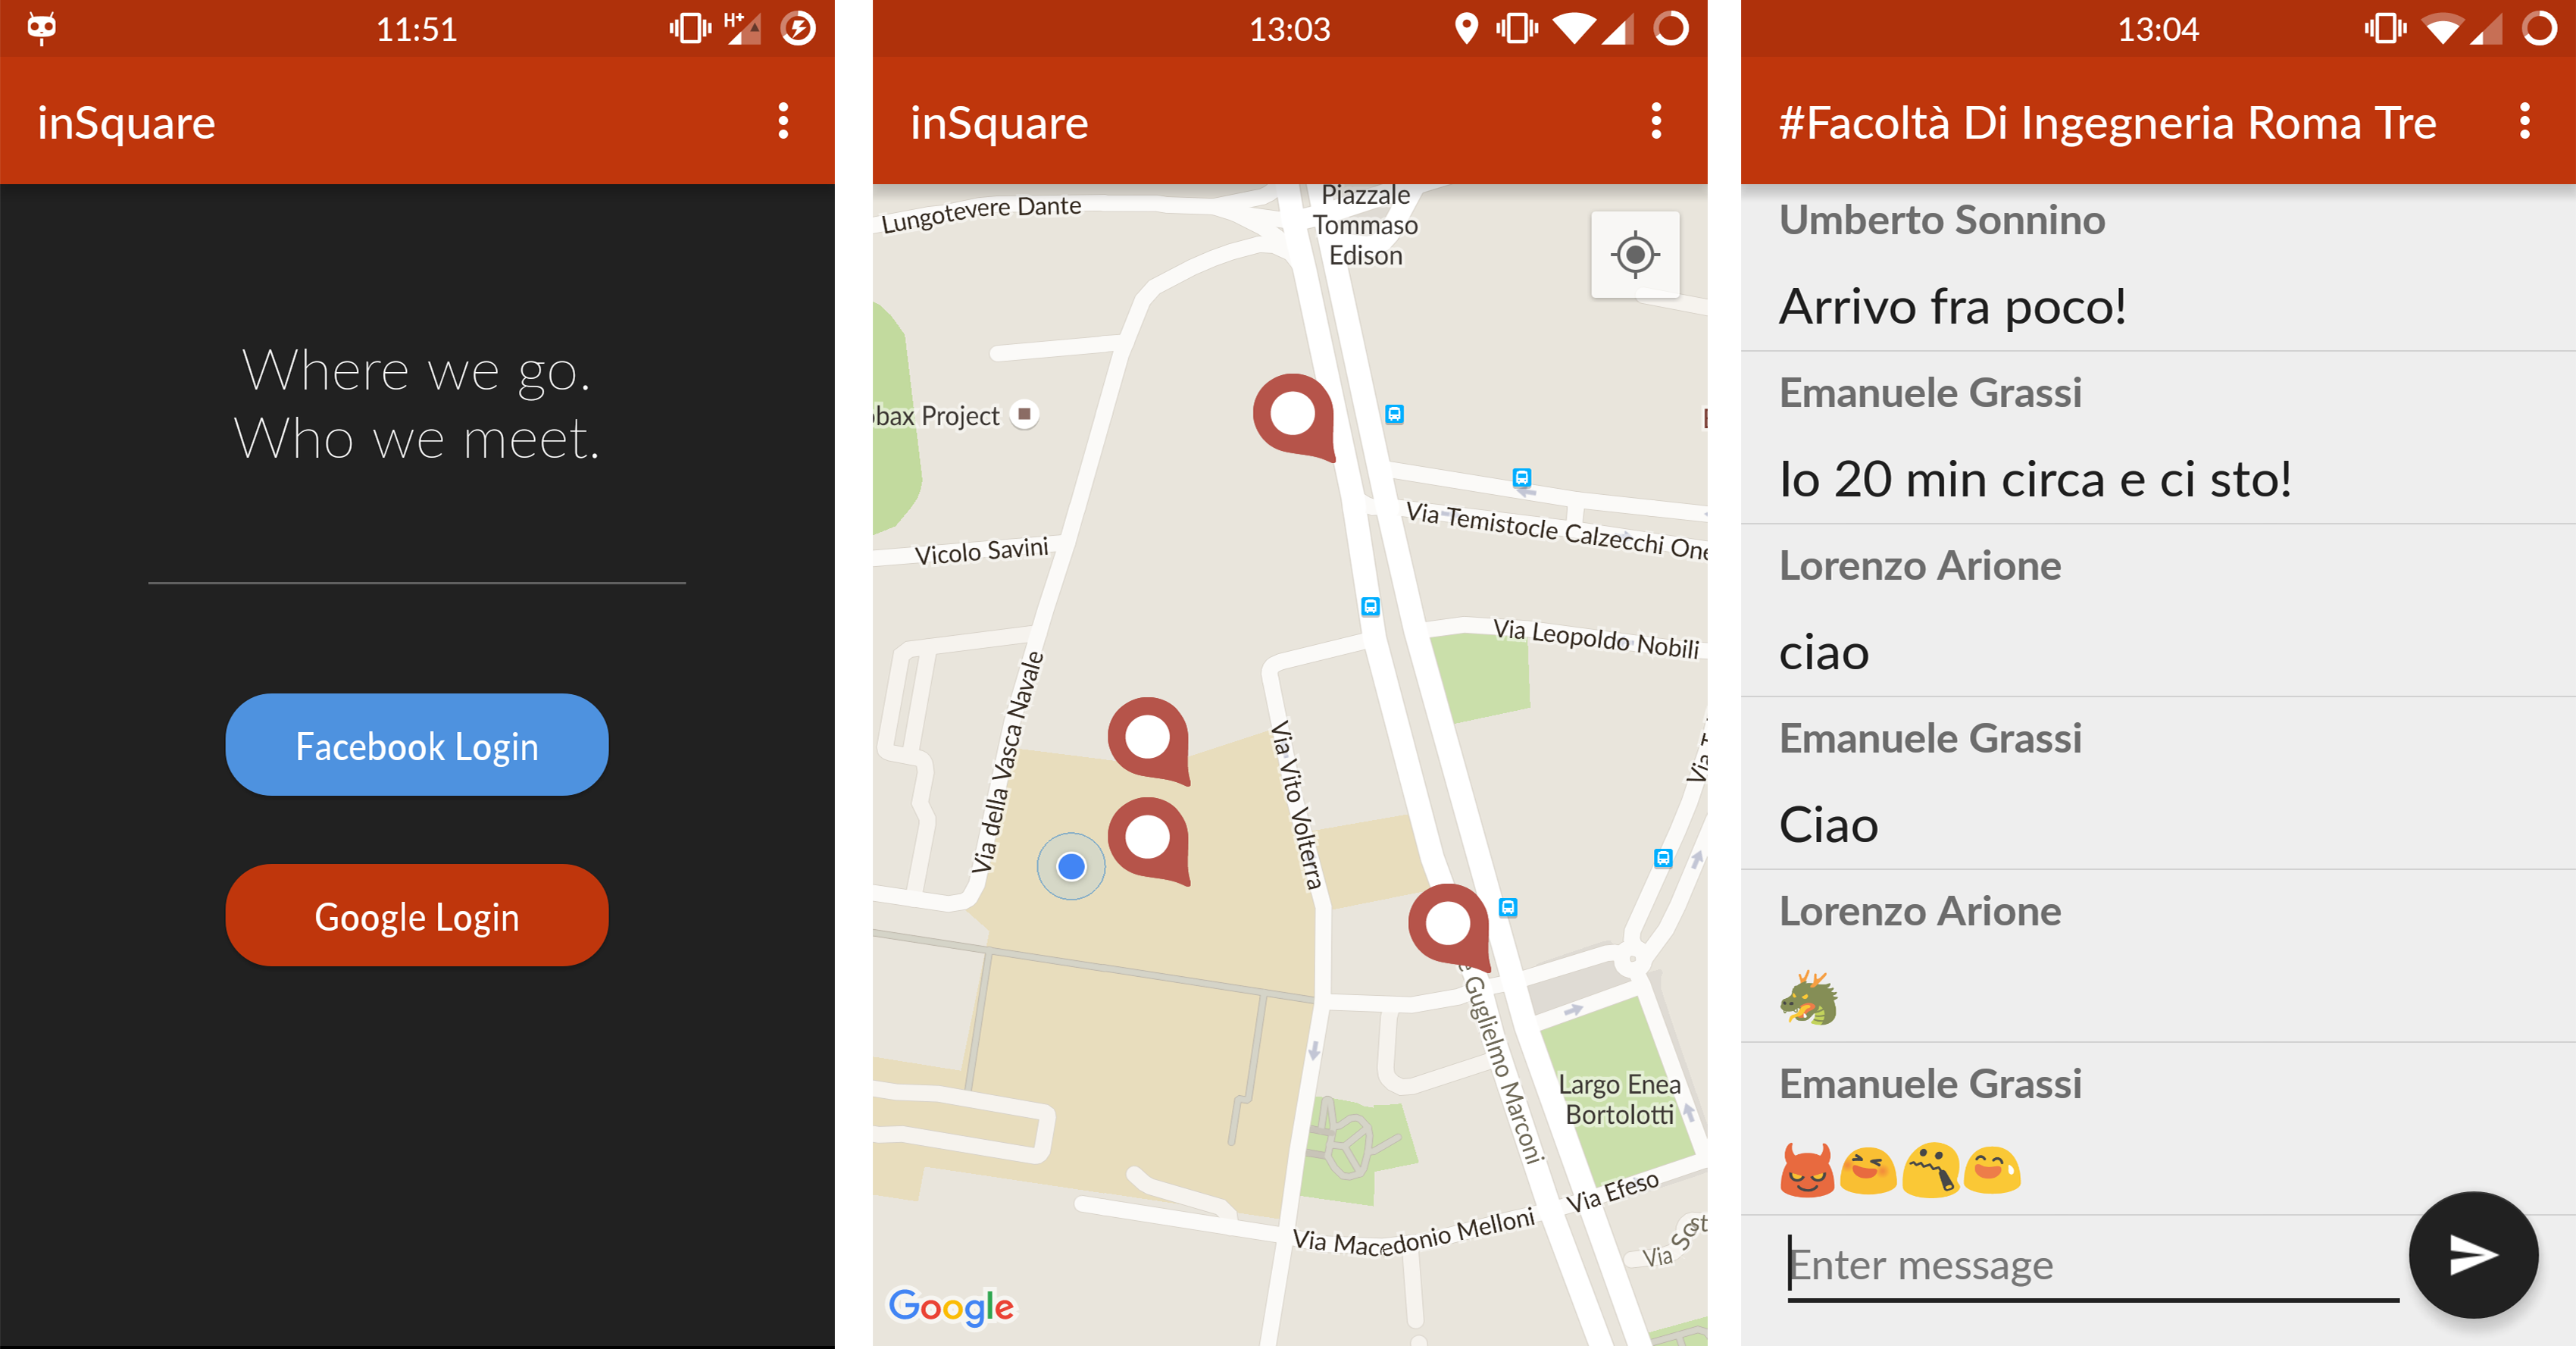 11:51
H+
inSquare
Where we go.
Who we meet.
Facebook Login
Google Login
13:03
inSquare
Lungotevere Dante
Piazzale
Tommaso
Edison
bax Project
Vicolo Savini
Via Temistocle Calzecchi One
Via Leopoldo Nobili
Via della Vasca Navale
Via Vito Volterra
Via
e Guglielmo Marconi
Largo Enea
Bortolotti
Via Efeso
Via Macedonio Melloni
Via
Google
13:04
#Facoltà Di Ingegneria Roma Tre
Umberto Sonnino
Arrivo fra poco!
Emanuele Grassi
Io 20 min circa e ci sto!
Lorenzo Arione
ciao
Emanuele Grassi
Ciao
Lorenzo Arione
Emanuele Grassi
Enter message